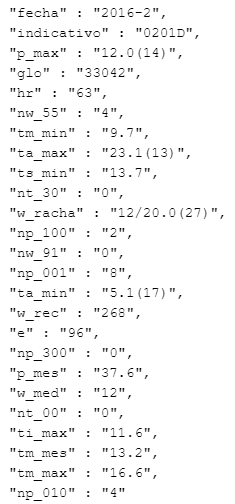 "fecha" : "2016-2",
"indicativo" : "0201D",
"p_max" : "12.0(14)",
"glo" : "33042",
"hr" : "63",
"nw_55" : "4",
"tm_min" : "9.7",
"ta_max" : "23.1(13)",
"ts_min" : "13.7",
"nt_30" : "0",
"w_racha" : "12/20.0(27)",
"np_100" : "2",
"nw_91" : "0",
"np_001" : "8",
"ta_min" : "5.1(17)",
"w_rec" : "268",
"e" : "96",
"np_300" : "0",
"p_mes" : "37.6",
"w_med" : "12",
"nt_00" : "0",
"ti_max" : "11.6",
"tm_mes" : "13.2",
"tm_max" : "16.6",
"np_010" : "4"